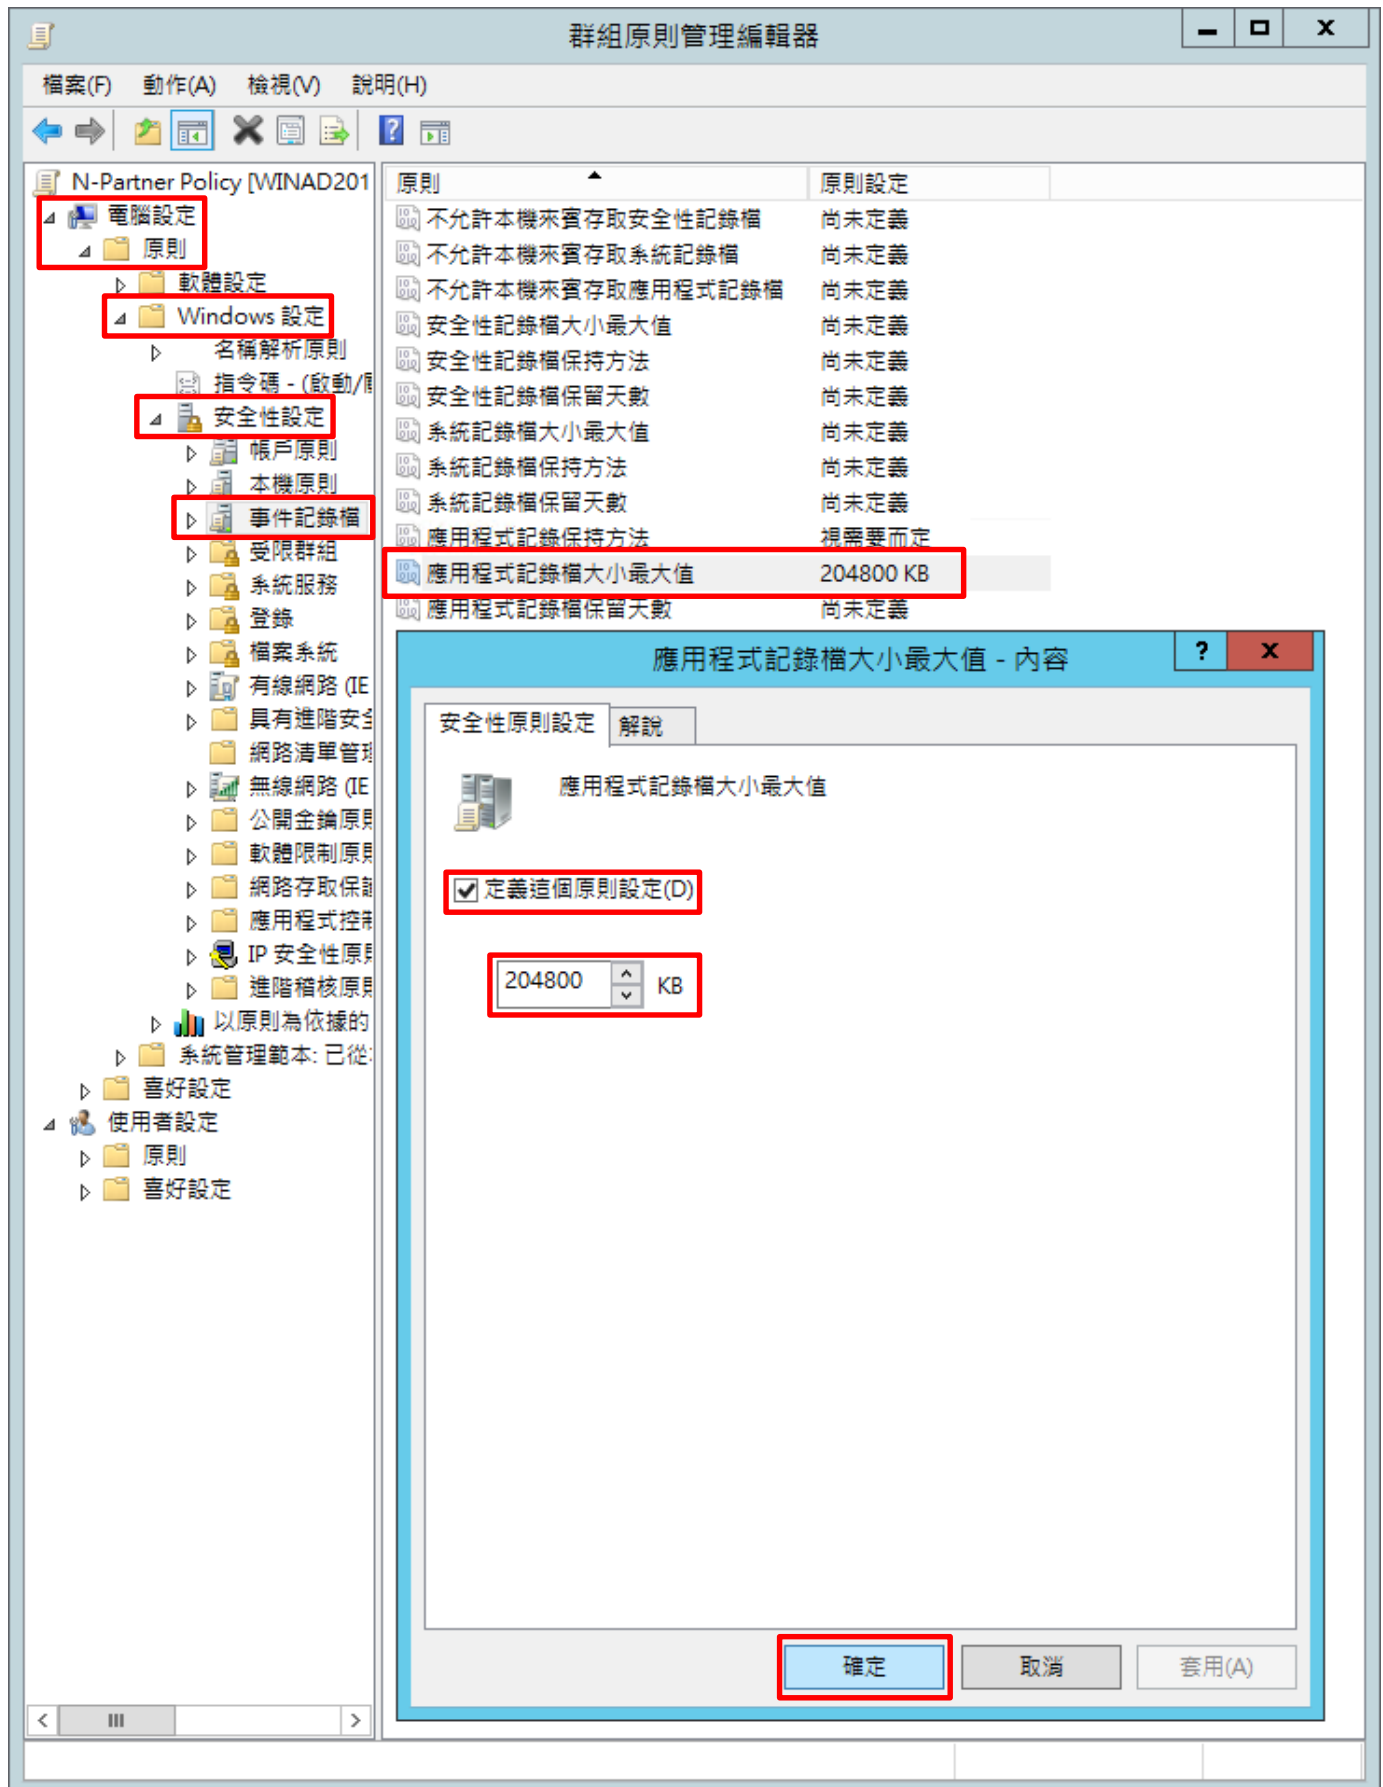 群組原則管理編輯器
檔案(F) 動作(A) 檢視(V) 說明(H)
N-Partner Policy [WINAD201
電腦設定
原則
軟體設定
Windows 設定
名稱解析原則
指令碼 - (啟動/
安全性設定
帳戶原則
本機原則
事件記錄檔
受限群組
系統服務
登錄
檔案系統
有線網路 (IE
具有進階安全
網路清單管理
無線網路 (IE
公開金鑰原則
軟體限制原則
網路存取保護
應用程式控制
IP 安全性原則
進階稽核原則
以原則為依據的
系統管理範本: 已從
喜好設定
使用者設定
原則
喜好設定
原則 原則設定
不允許本機來賓存取安全性記錄檔 尚未定義
不允許本機來賓存取系統記錄檔 尚未定義
不允許本機來賓存取應用程式記錄檔 尚未定義
安全性記錄檔大小最大值 尚未定義
安全性記錄檔保持方法 尚未定義
安全性記錄檔保留天數 尚未定義
系統記錄檔大小最大值 尚未定義
系統記錄檔保持方法 尚未定義
系統記錄檔保留天數 尚未定義
應用程式記錄保持方法 視需要而定
應用程式記錄檔大小最大值 204800 KB
應用程式記錄檔保留天數 尚未定義
應用程式記錄檔大小最大值 - 內容
安全性原則設定 解說
應用程式記錄檔大小最大值
定義這個原則設定(D)
204800 KB
確定 取消 套用(A)